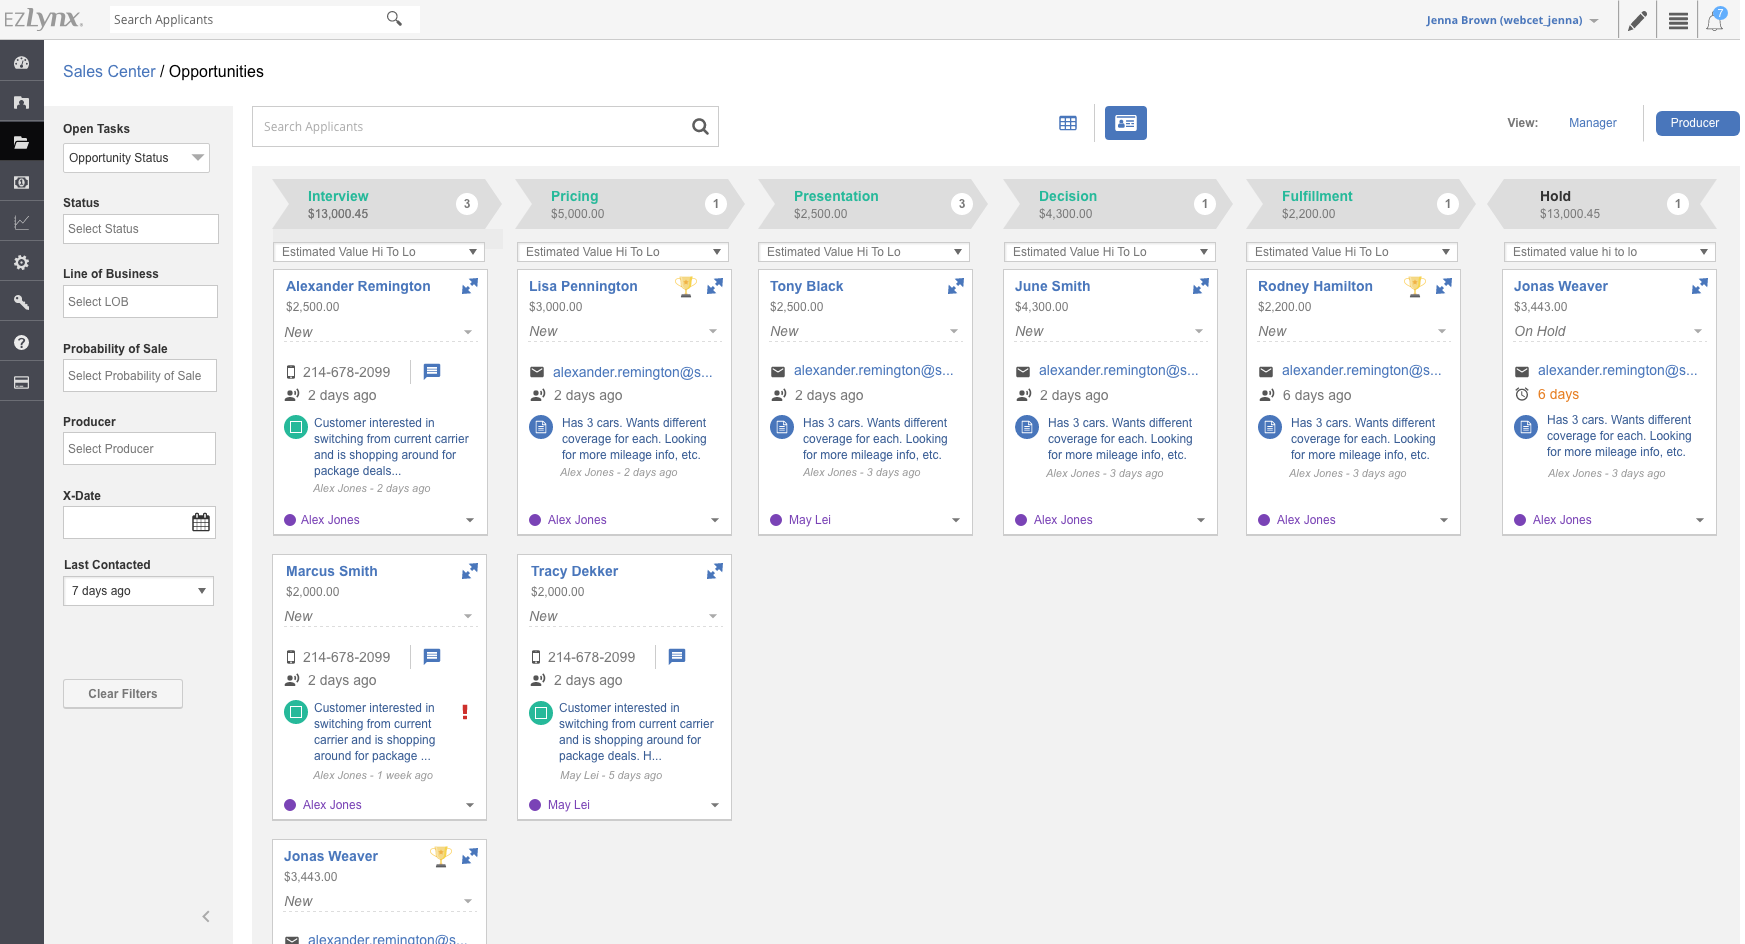 EZLynx.
Search Applicants
Jenna Brown (webcet_jenna)
7
Sales Center / Opportunities
Open Tasks
Opportunity Status
Status
Select Status
Line of Business
Select LOB
Probability of Sale
Select Probability of Sale
Producer
Select Producer
X-Date
Last Contacted
7 days ago
Clear Filters
Search Applicants
View:
Manager
Producer
Interview
$13,000.45
3
Estimated Value Hi To Lo
Alexander Remington
$2,500.00
New
214-678-2099
2 days ago
Customer interested in
switching from current carrier
and is shopping around for
package deals...
Alex Jones - 2 days ago
Alex Jones
Marcus Smith
$2,000.00
New
214-678-2099
2 days ago
Customer interested in
switching from current
carrier and is shopping
around for package ...
Alex Jones - 1 week ago
Alex Jones
Jonas Weaver
$3,443.00
New
alexander.remington@s...
Pricing
$5,000.00
1
Estimated Value Hi To Lo
Lisa Pennington
$3,000.00
New
alexander.remington@s...
2 days ago
Has 3 cars. Wants different
coverage for each. Looking
for more mileage info, etc.
Alex Jones - 2 days ago
Alex Jones
Tracy Dekker
$2,000.00
New
214-678-2099
2 days ago
Customer interested in
switching from current carrier
and is shopping around for
package deals. H...
May Lei - 5 days ago
May Lei
Presentation
$2,500.00
3
Estimated Value Hi To Lo
Tony Black
$2,500.00
New
alexander.remington@s...
2 days ago
Has 3 cars. Wants different
coverage for each. Looking
for more mileage info, etc.
Alex Jones - 3 days ago
May Lei
Decision
$4,300.00
1
Estimated Value Hi To Lo
June Smith
$4,300.00
New
alexander.remington@s...
2 days ago
Has 3 cars. Wants different
coverage for each. Looking
for more mileage info, etc.
Alex Jones - 3 days ago
Alex Jones
Fulfillment
$2,200.00
1
Estimated Value Hi To Lo
Rodney Hamilton
$2,200.00
New
alexander.remington@s...
6 days ago
Has 3 cars. Wants different
coverage for each. Looking
for more mileage info, etc.
Alex Jones - 3 days ago
Alex Jones
Hold
$13,000.45
1
Estimated value hi to lo
Jonas Weaver
$3,443.00
On Hold
alexander.remington@s...
6 days
Has 3 cars. Wants different
coverage for each. Looking
for more mileage info, etc.
Alex Jones - 3 days ago
Alex Jones